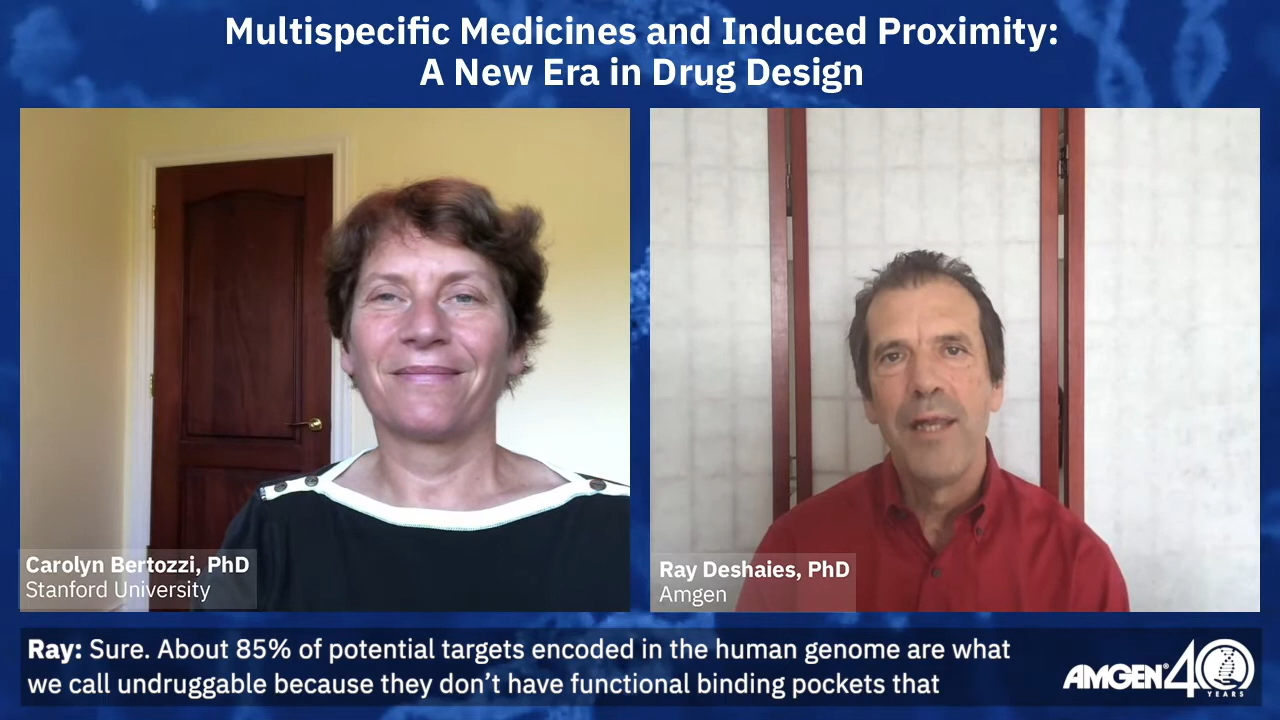 Multispecific Medicines and Induced Proximity:
A New Era in Drug Design
Carolyn Bertozzi, PhD
Stanford University
Ray Deshaies, PhD
Amgen
Ray: Sure. About 85% of potential targets encoded in the human genome are what
we call undruggable because they don’t have functional binding pockets that
AMGEN® 40
YEARS